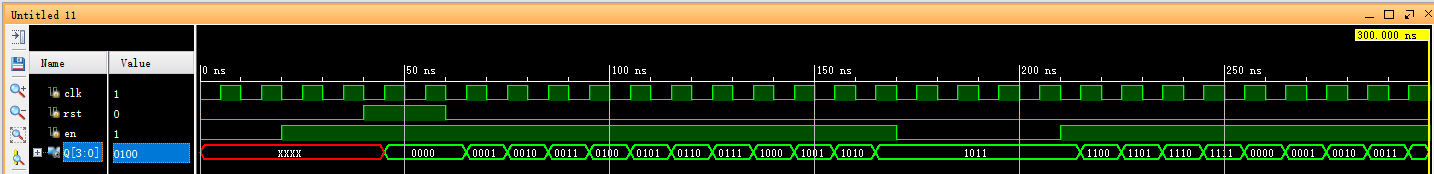 Untitled 11
300.000 ns
Name Value
0 ns 50 ns 100 ns 150 ns 200 ns 250 ns
clk 1
rst 0
en 1
Q[3:0] 0100 XXXX 0000 0001 0010 0011 0100 0101 0110 0111 1000 1001 1010 1011 1100 1101 1110 1111 0000 0001 0010 0011